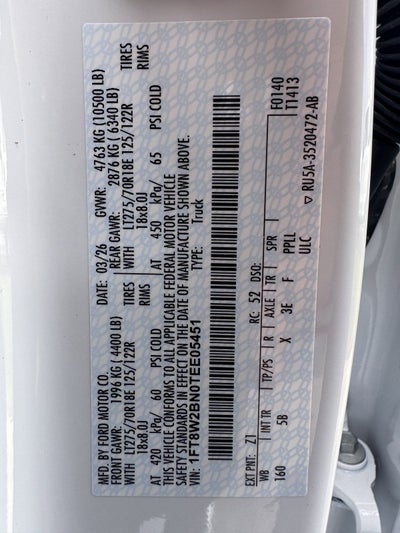 MFD. BY FORD MOTOR CO.
DATE: 03/26 GVWR: 4763 KG (10500 LB)
FRONT GAWR: 1996 KG ( 4400 LB) REAR GAWR: 2876 KG ( 6340 LB)
WITH LT275/70R18E 125/122R TIRES WITH LT275/70R18E 125/122R TIRES
18x8.0J RIMS 18x8.0J RIMS
AT 420 kPa/ 60 PSI COLD AT 450 kPa/ 65 PSI COLD
THIS VEHICLE CONFORMS TO ALL APPLICABLE FEDERAL MOTOR VEHICLE
SAFETY STANDARDS IN EFFECT ON THE DATE OF MANUFACTURE SHOWN ABOVE.
VIN: 1FT8W2BN0TEE05451 TYPE: Truck
F0140
T1413
EXT PNT: Z1 RC: 52 DSO:
WB INT TR TP/PS R AXLE TR SPR
160 5B X 3E F PPLL
ULC
▽ RU5A-3520472-AB